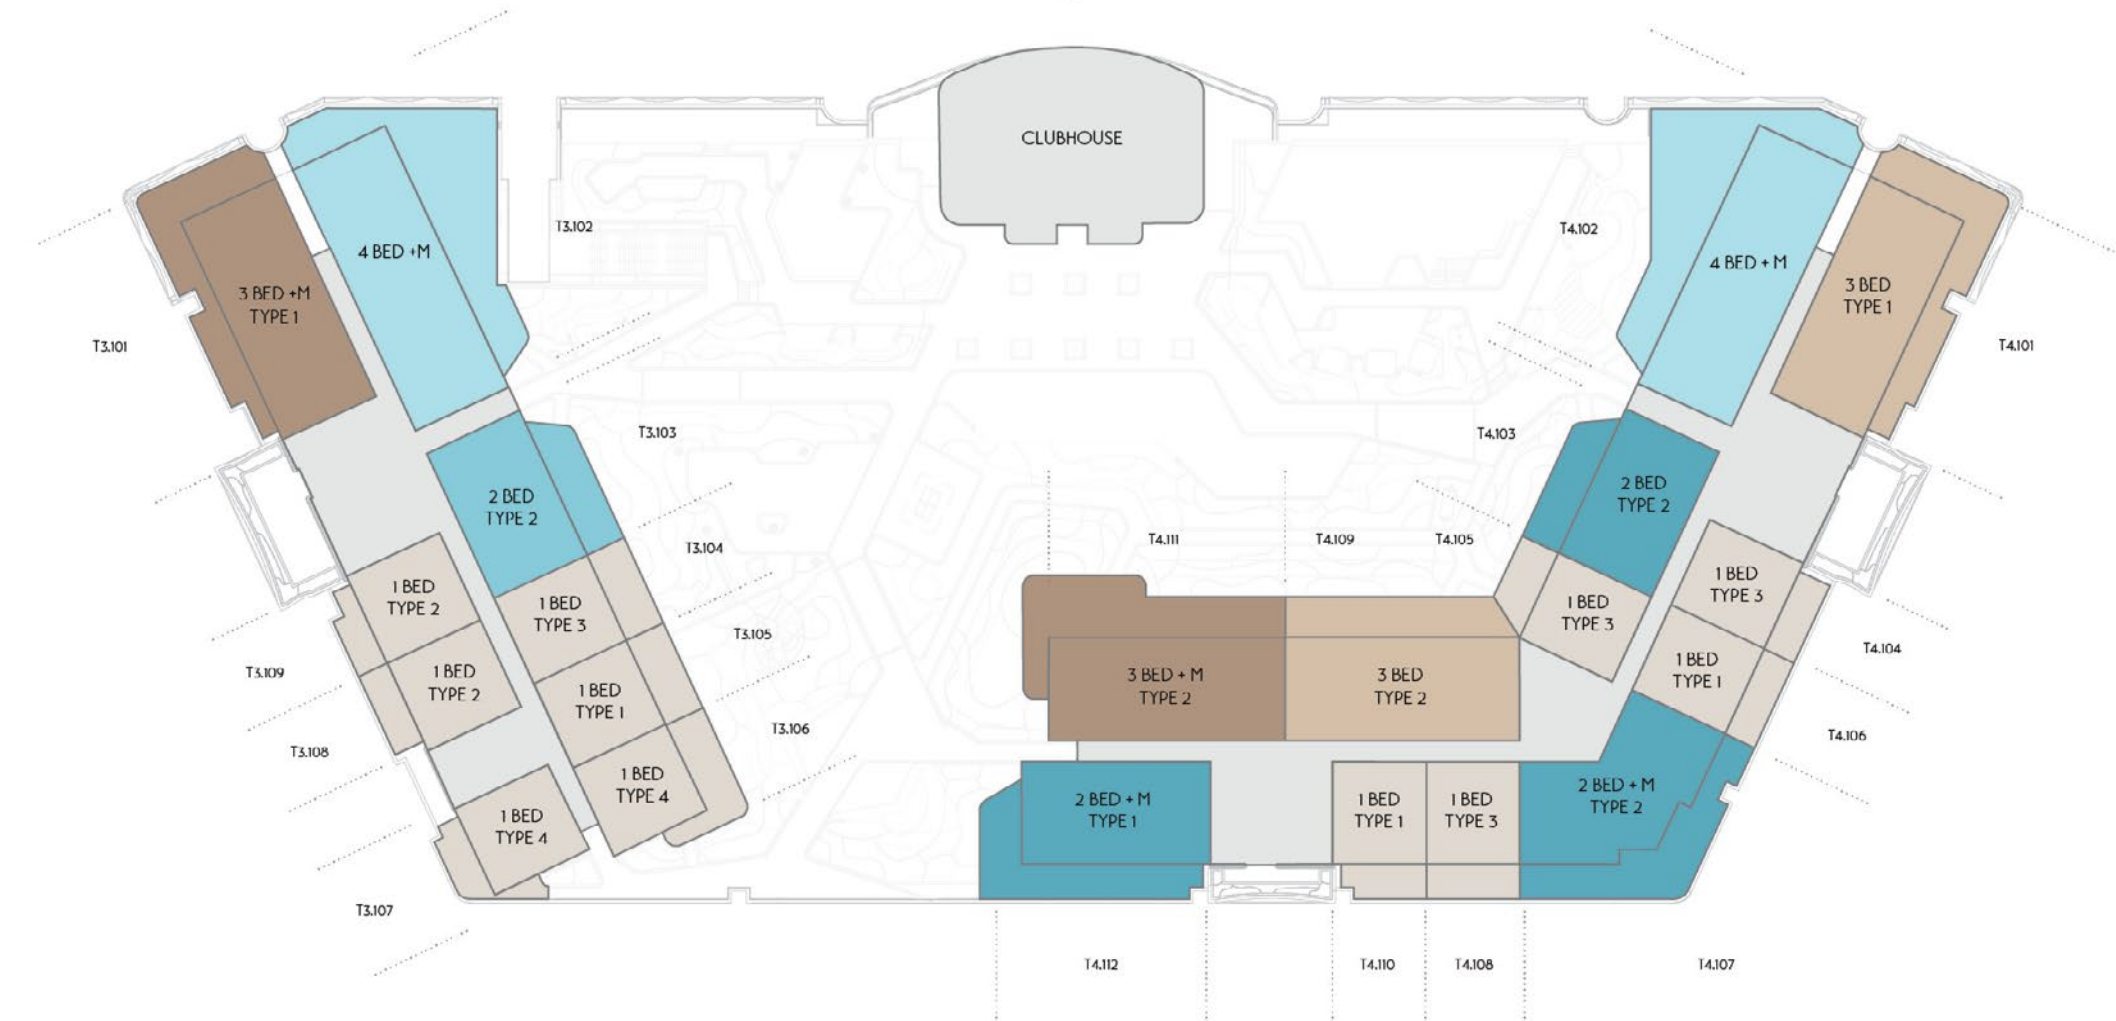 CLUBHOUSE
T3.102
T4.102
4 BED +M
4 BED + M
3 BED +M
TYPE 1
3 BED
TYPE 1
T3.101
T4.101
T3.103
T4.103
2 BED
TYPE 2
2 BED
TYPE 2
T3.104
T4.111
T4.109
T4.105
1 BED
TYPE 2
1 BED
TYPE 3
1 BED
TYPE 3
1 BED
TYPE 3
T3.105
T4.104
T3.109
1 BED
TYPE 2
1 BED
TYPE 1
3 BED + M
TYPE 2
3 BED
TYPE 2
1 BED
TYPE 1
T3.106
T4.106
T3.108
1 BED
TYPE 4
1 BED
TYPE 4
2 BED + M
TYPE 1
1 BED
TYPE 1
1 BED
TYPE 3
2 BED + M
TYPE 2
T3.107
T4.112
T4.110
T4.108
T4.107